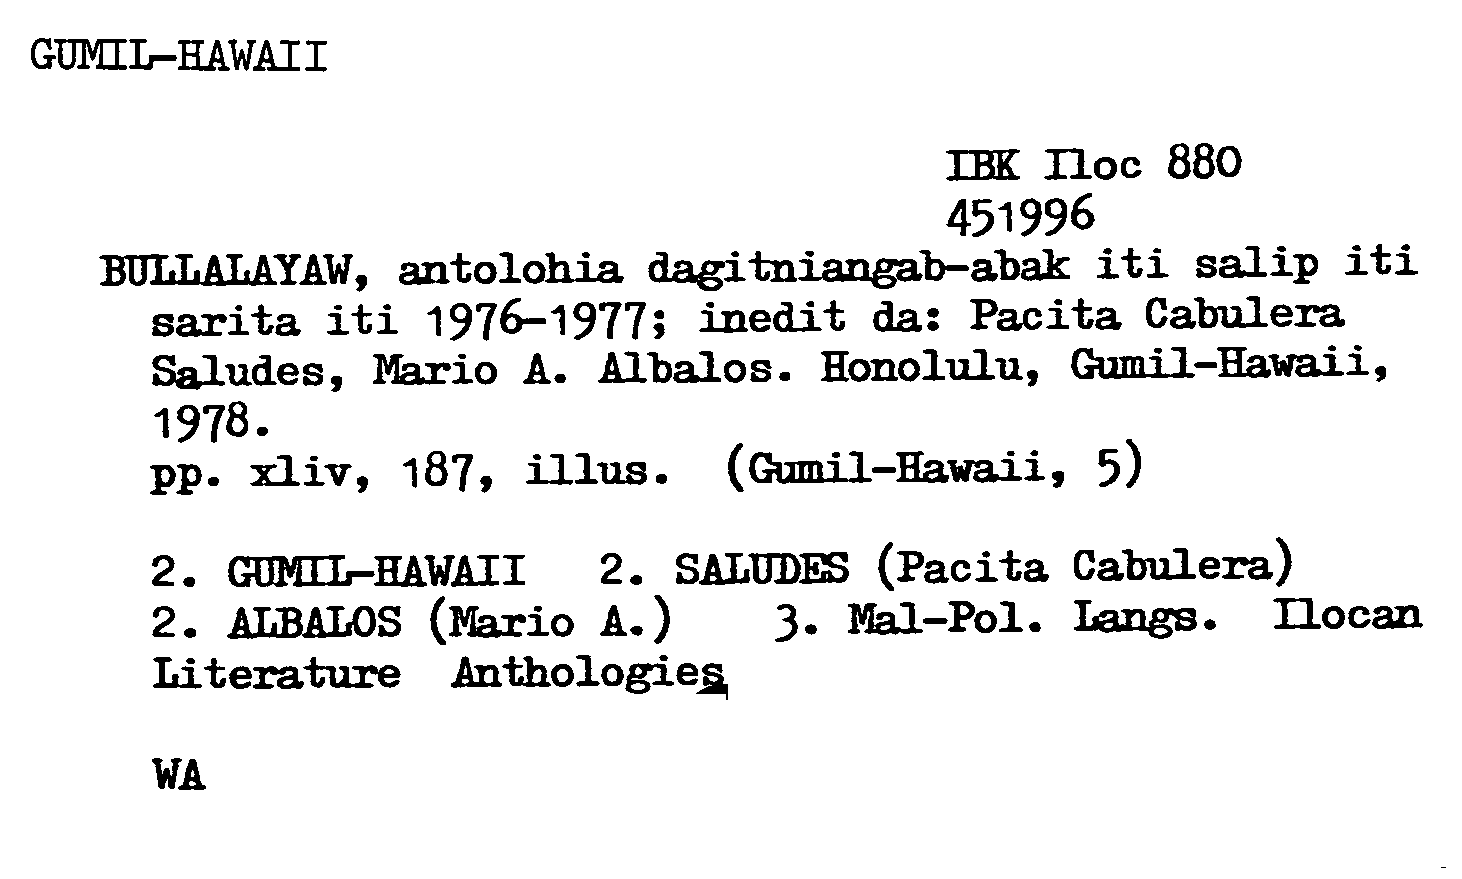 GUMIL-HAWAII
IBK Iloc 880
451996
BULLALAYAW, antolohia dagitniangab-abak iti salip iti
sarita iti 1976-1977; inedit da: Pacita Cabulera
Saludes, Mario A. Albalos. Honolulu, Gumil-Hawaii,
1978.
pp. xliv, 187, illus. (Gumil-Hawaii, 5)
2. GUMIL-HAWAII 2. SALUDES (Pacita Cabulera)
2. ALBALOS (Mario A.) 3. Mal-Pol. Langs. Ilocan
Literature Anthologies
WA